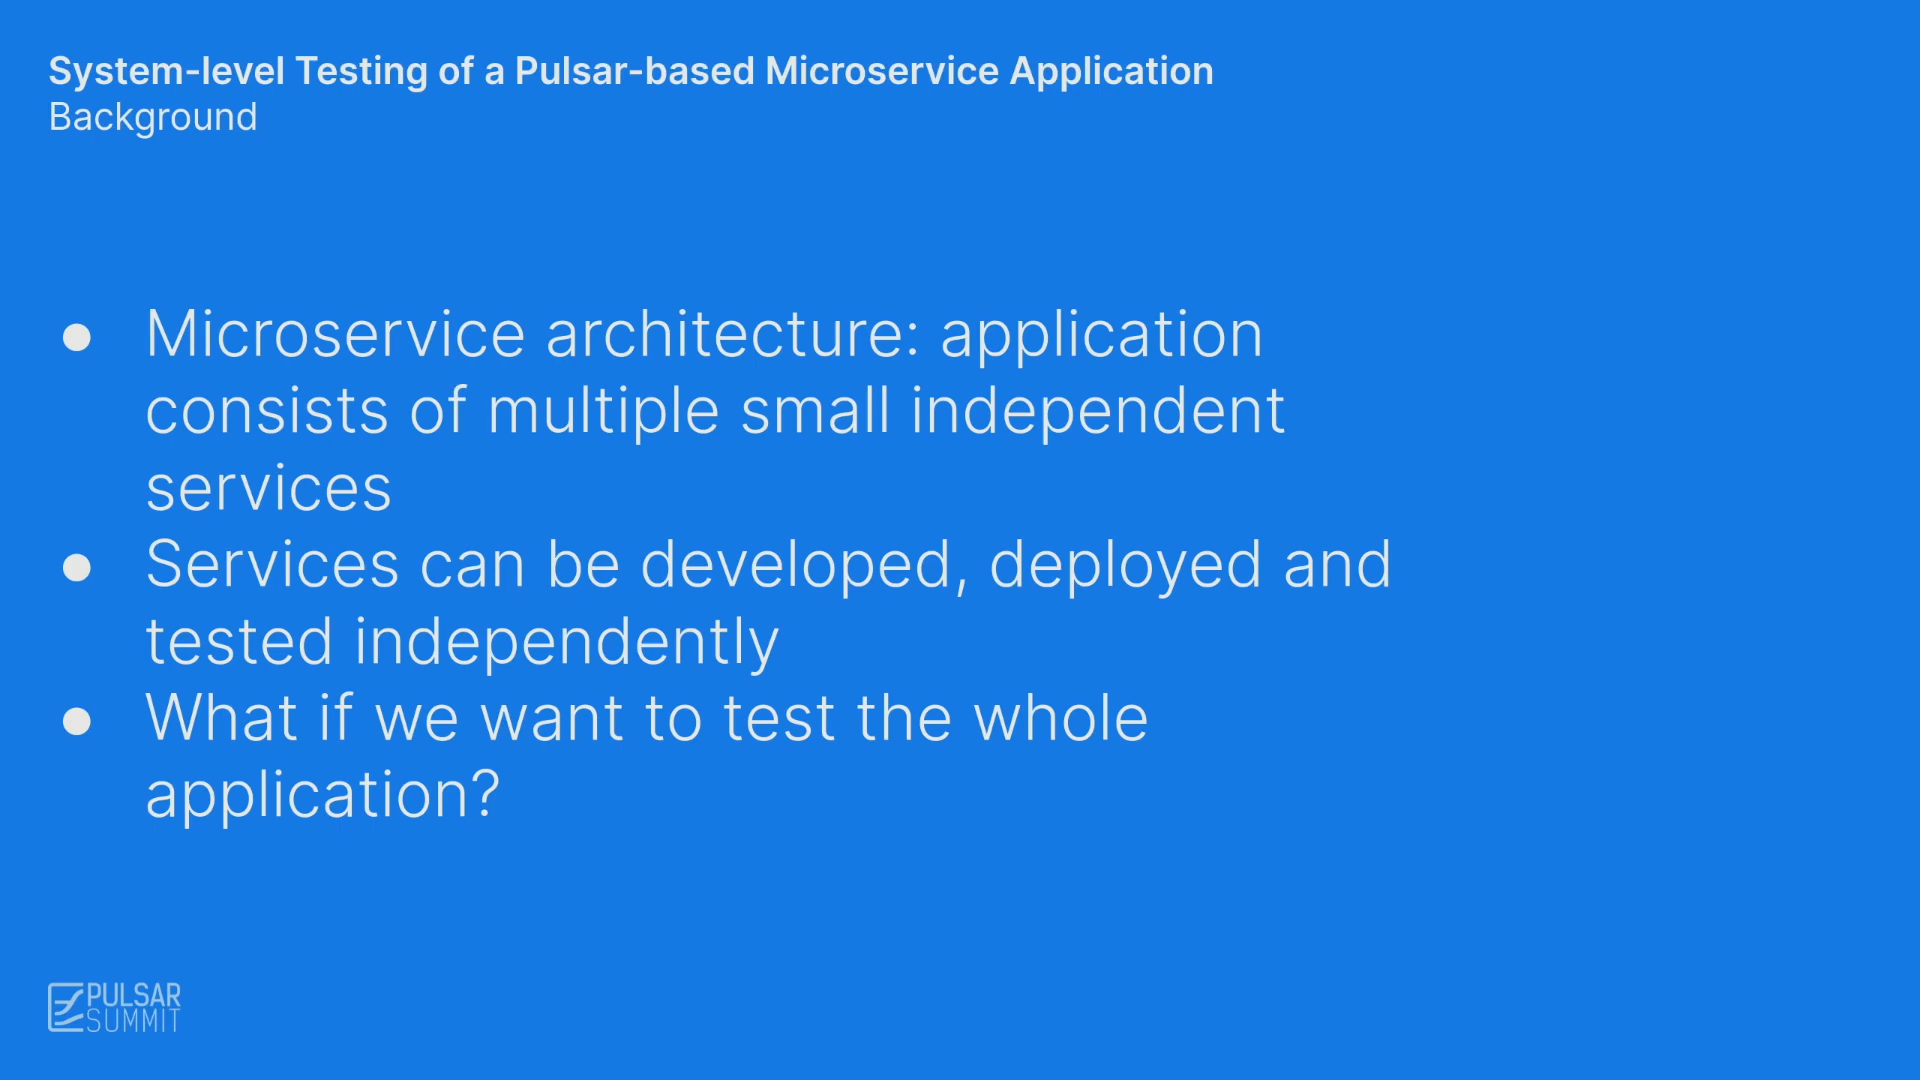 System-level Testing of a Pulsar-based Microservice Application
Background
● Microservice architecture: application
consists of multiple small independent
services
● Services can be developed, deployed and
tested independently
● What if we want to test the whole
application?
PULSAR
SUMMIT